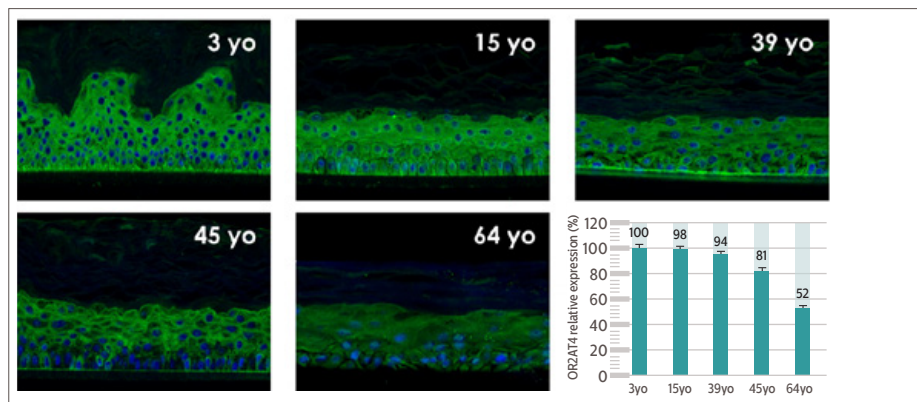 3 yo
15 yo
39 yo
45 yo
64 yo
OR2AT4 relative expression (%)
120
100
80
60
40
20
0
100
98
94
81
52
3yo
15yo
39yo
45yo
64yo